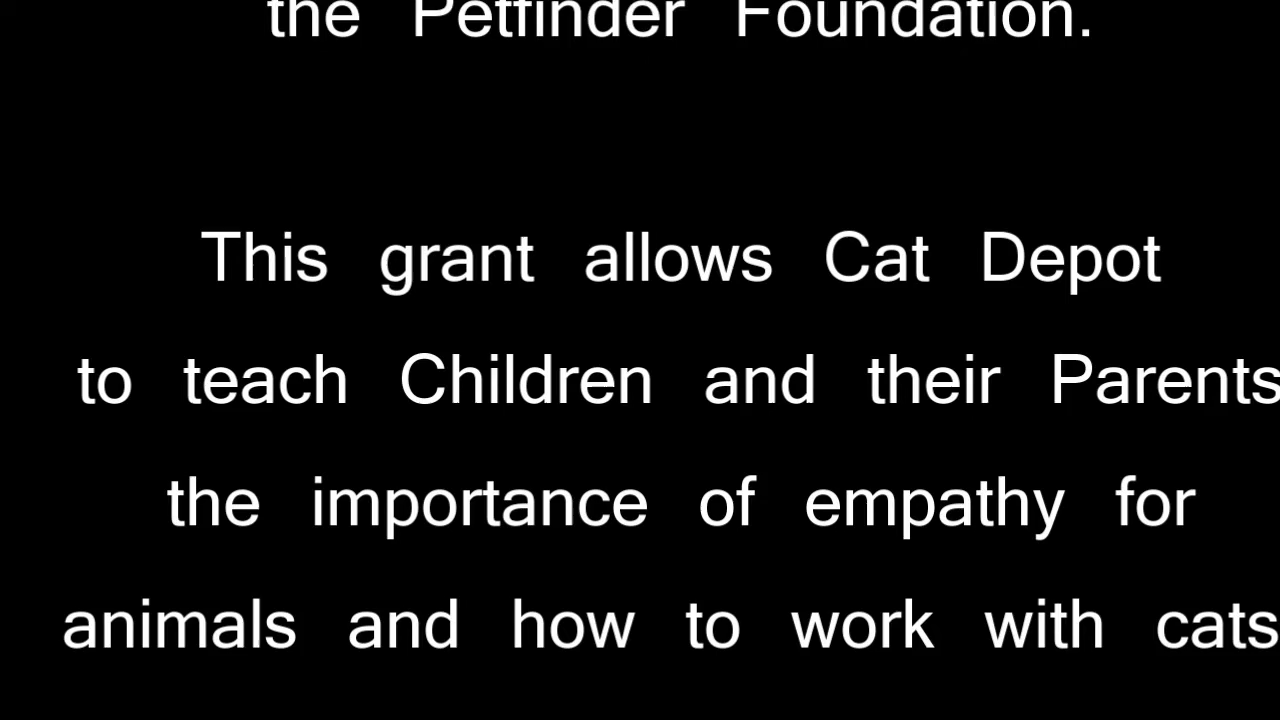 the Petfinder Foundation.
This grant allows Cat Depot
to teach Children and their Parents
the importance of empathy for
animals and how to work with cats